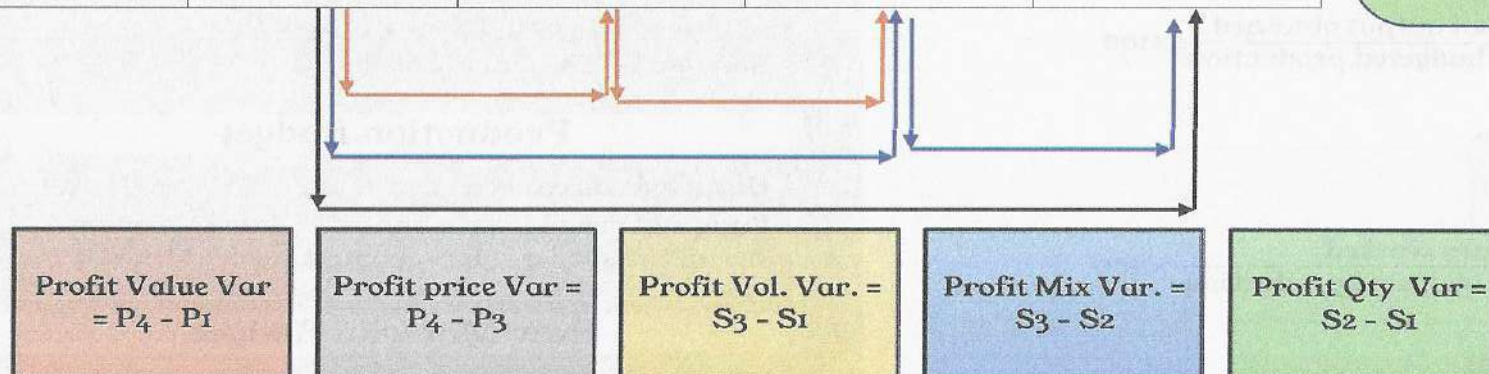 Profit Value Var
= P4 - P1
Profit price Var =
P4 - P3
Profit Vol. Var. =
S3 - S1
Profit Mix Var. =
S3 - S2
Profit Qty Var =
S2 - S1